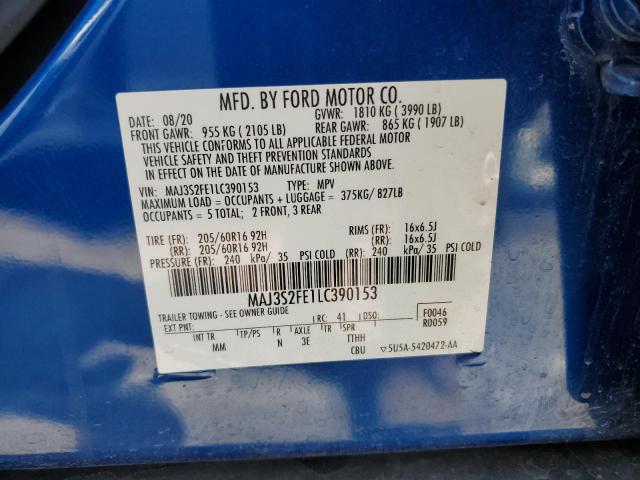 MFD. BY FORD MOTOR CO.
DATE: 08/20 GVWR: 1810 KG ( 3990 LB)
FRONT GAWR: 955 KG ( 2105 LB) REAR GAWR: 865 KG ( 1907 LB)
THIS VEHICLE CONFORMS TO ALL APPLICABLE FEDERAL MOTOR
VEHICLE SAFETY AND THEFT PREVENTION STANDARDS
IN EFFECT ON THE DATE OF MANUFACTURE SHOWN ABOVE.
VIN: MAJ3S2FE1LC390153 TYPE: MPV
MAXIMUM LOAD = OCCUPANTS + LUGGAGE = 375KG/ 827LB
OCCUPANTS = 5 TOTAL; 2 FRONT, 3 REAR
TIRE (FR): 205/60R16 92H RIMS (FR): 16x6.5J
(RR): 205/60R16 92H (RR): 16x6.5J
PRESSURE (FR): 240 kPa/ 35 PSI COLD (RR): 240 kPa/ 35 PSI COLD
MAJ3S2FE1LC390153
TRAILER TOWING - SEE OWNER GUIDE
EXT PNT: RC: 41 DSO: F0046
R0059
INT TR TP/PS R AXLE TR SPR
MM N 3E TTHH
CBU ▽5U5A-5420472-AA